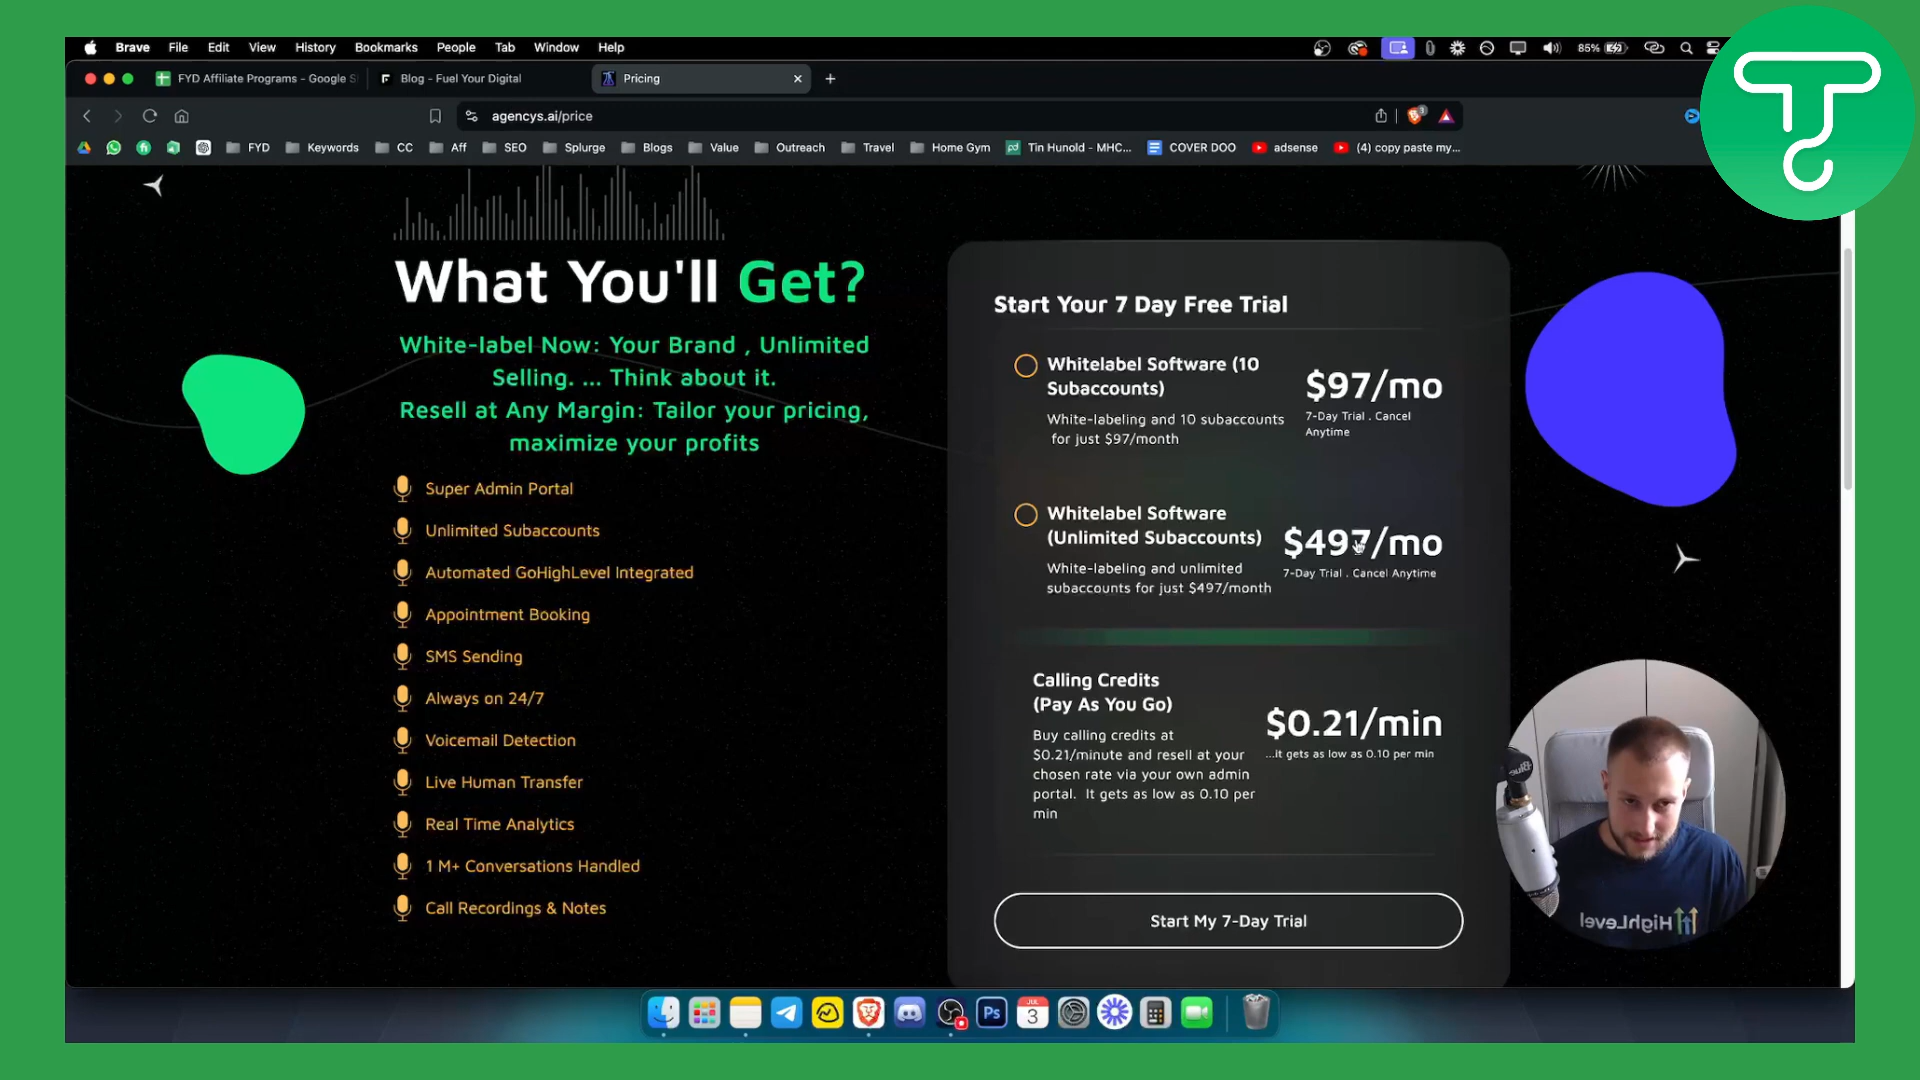 Brave File Edit View History Bookmarks People Tab Window Help
85%
FYD Affiliate Programs - Google S
Blog - Fuel Your Digital
Pricing
agencys.ai/price
FYD Keywords CC Aff SEO Splurge Blogs Value Outreach Travel Home Gym Tin Hunold - MHC... COVER DOO adsense (4) copy paste my...
What You'll Get?
White-label Now: Your Brand , Unlimited
Selling. ... Think about it.
Resell at Any Margin: Tailor your pricing,
maximize your profits
Super Admin Portal
Unlimited Subaccounts
Automated GoHighLevel Integrated
Appointment Booking
SMS Sending
Always on 24/7
Voicemail Detection
Live Human Transfer
Real Time Analytics
1 M+ Conversations Handled
Call Recordings & Notes
Start Your 7 Day Free Trial
Whitelabel Software (10
Subaccounts)
White-labeling and 10 subaccounts
for just $97/month
$97/mo
7-Day Trial . Cancel
Anytime
Whitelabel Software
(Unlimited Subaccounts)
White-labeling and unlimited
subaccounts for just $497/month
$497/mo
7-Day Trial . Cancel Anytime
Calling Credits
(Pay As You Go)
Buy calling credits at
$0.21/minute and resell at your
chosen rate via your own admin
portal. It gets as low as 0.10 per
min
$0.21/min
...it gets as low as 0.10 per min
Start My 7-Day Trial
HighLevel
Blue
Ps
JUL
3